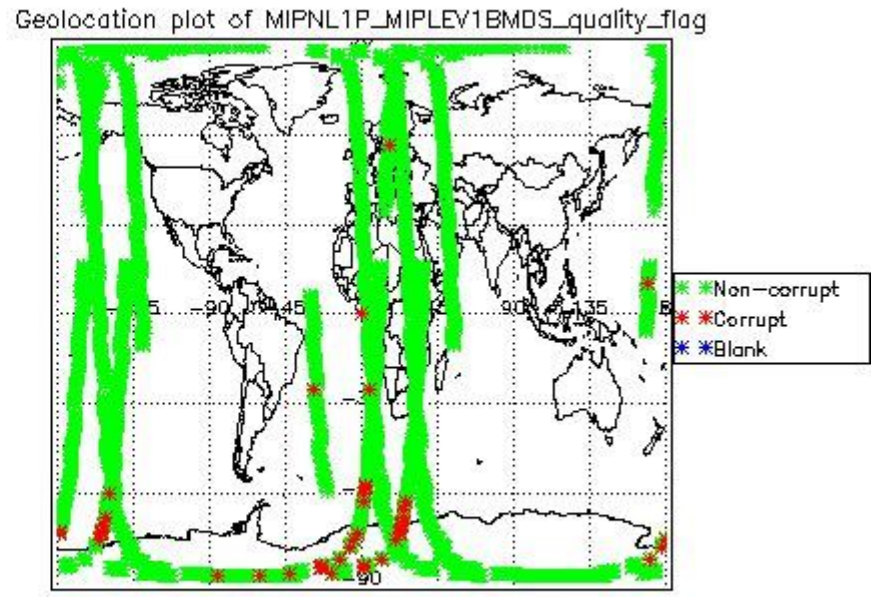 Geolocation plot of MIPNL1P_MIPLEV1BMDS_quality_flag
-90
-45
90
135
Non-corrupt
Corrupt
Blank
-90